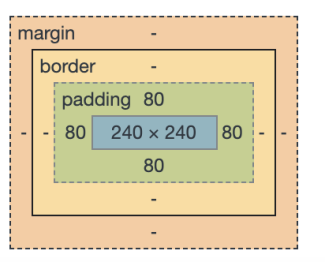 margin -
border -
padding 80
- - 80 240 × 240 80 - -
80
-
-